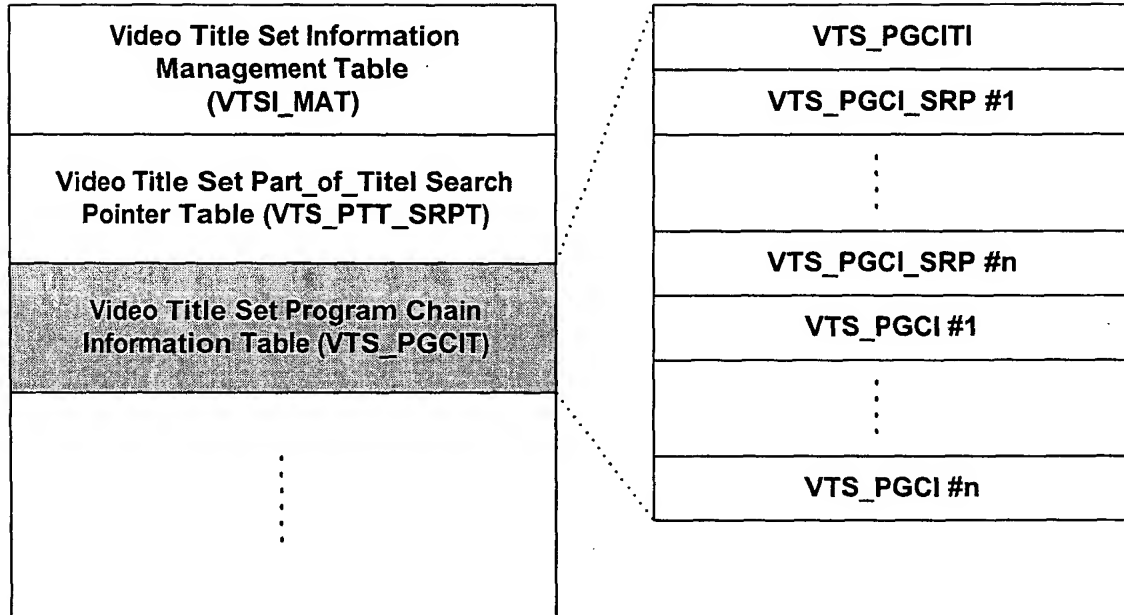 Video Title Set Information
Management Table
(VTSI_MAT)
Video Title Set Part_of_Titel Search
Pointer Table (VTS_PTT_SRPT)
Video Title Set Program Chain
Information Table (VTS_PGCIT)
VTS_PGCITI
VTS_PGCI_SRP #1
VTS_PGCI_SRP #n
VTS_PGCI #1
VTS_PGCI #n